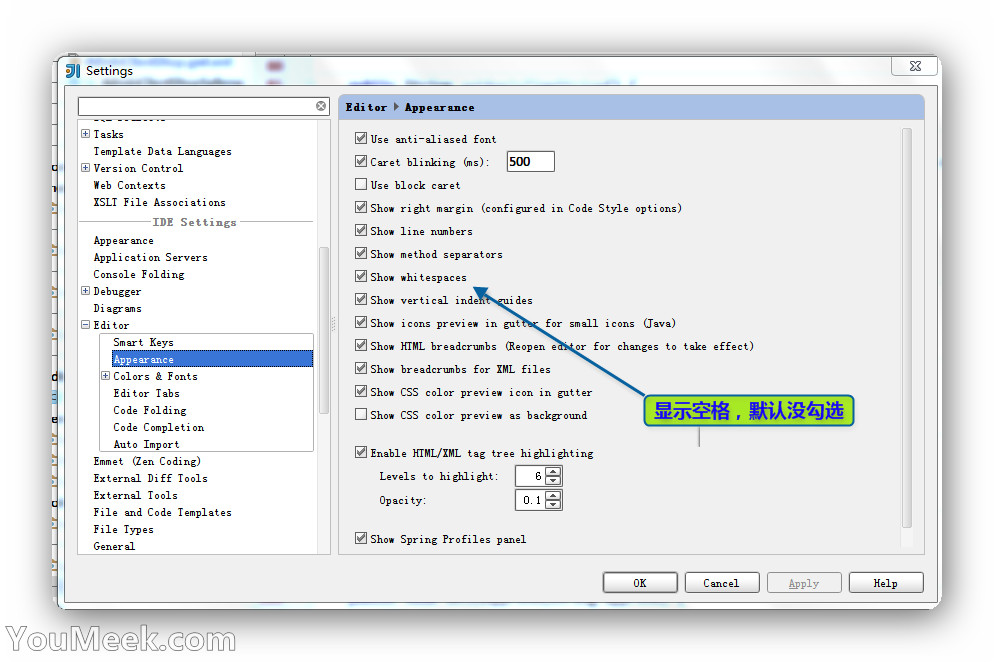 Settings
Editor ▸ Appearance
Tasks
Template Data Languages
Version Control
Web Contexts
XSLT File Associations
IDE Settings
Appearance
Application Servers
Console Folding
Debugger
Diagrams
Editor
Smart Keys
Appearance
Colors & Fonts
Editor Tabs
Code Folding
Code Completion
Auto Import
Emmet (Zen Coding)
External Diff Tools
External Tools
File and Code Templates
File Types
General
Use anti-aliased font
Caret blinking (ms): 500
Use block caret
Show right margin (configured in Code Style options)
Show line numbers
Show method separators
Show whitespaces
Show vertical indent guides
Show icons preview in gutter for small icons (Java)
Show HTML breadcrumbs (Reopen editor for changes to take effect)
Show breadcrumbs for XML files
Show CSS color preview icon in gutter
Show CSS color preview as background
显示空格，默认没勾选
Enable HTML/XML tag tree highlighting
Levels to highlight: 6
Opacity: 0.1
Show Spring Profiles panel
OK Cancel Apply Help
YouMeek.com